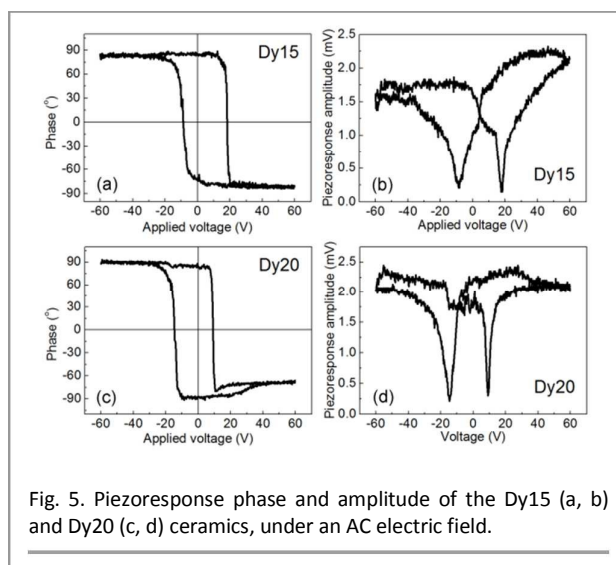 90
60
30
0
-30
-60
-90
Phase (°)
Dy15
(a)
-60 -40 -20 0 20 40 60
Applied voltage (V)
2.5
2.0
1.5
1.0
0.5
0.0
Piezoresponse amplitude (mV)
(b)
Dy15
-60 -40 -20 0 20 40 60
Applied voltage (V)
90
60
30
0
-30
-60
-90
Phase (°)
Dy20
(c)
-60 -40 -20 0 20 40 60
Applied voltage (V)
2.5
2.0
1.5
1.0
0.5
0.0
Piezoresponse amplitude (mV)
(d)
Dy20
-60 -40 -20 0 20 40 60
Voltage (V)
Fig. 5. Piezoresponse phase and amplitude of the Dy15 (a, b)
and Dy20 (c, d) ceramics, under an AC electric field.